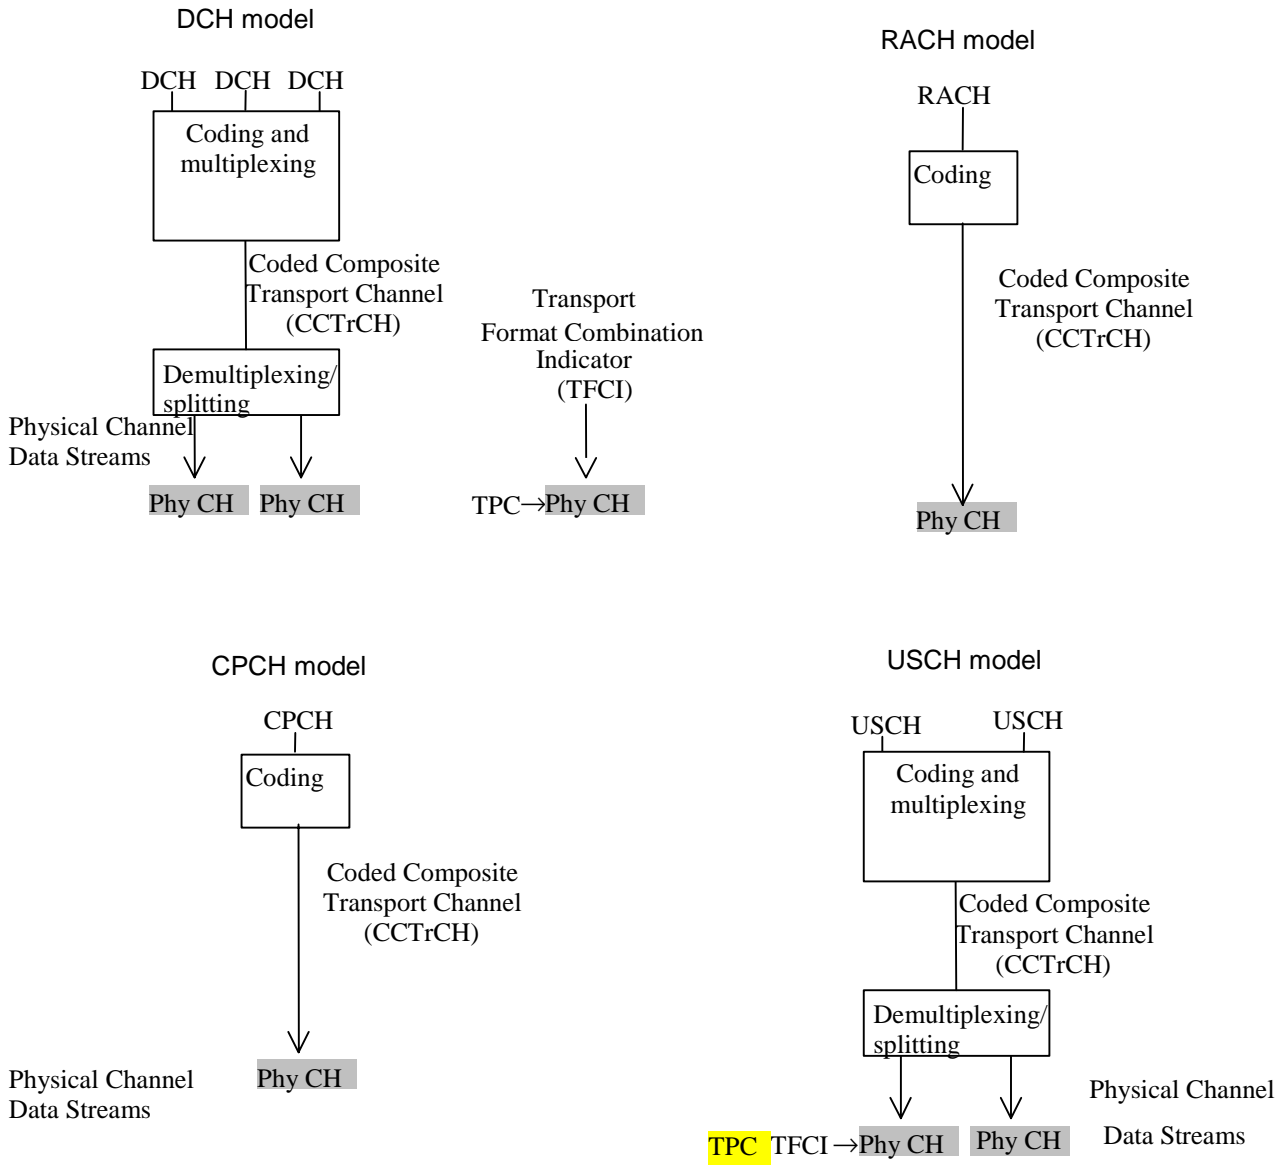 DCH model
DCH DCH DCH
Coding and
multiplexing
Coded Composite
Transport Channel
(CCTrCH)
Demultiplexing/
splitting
Physical Channel
Data Streams
Phy CH Phy CH
Transport
Format Combination
Indicator
(TFCI)
TPC→Phy CH
RACH model
RACH
Coding
Coded Composite
Transport Channel
(CCTrCH)
Phy CH
CPCH model
CPCH
Coding
Coded Composite
Transport Channel
(CCTrCH)
Physical Channel
Data Streams
Phy CH
USCH model
USCH USCH
Coding and
multiplexing
Coded Composite
Transport Channel
(CCTrCH)
Demultiplexing/
splitting
Physical Channel
Data Streams
TPC TFCI→Phy CH Phy CH